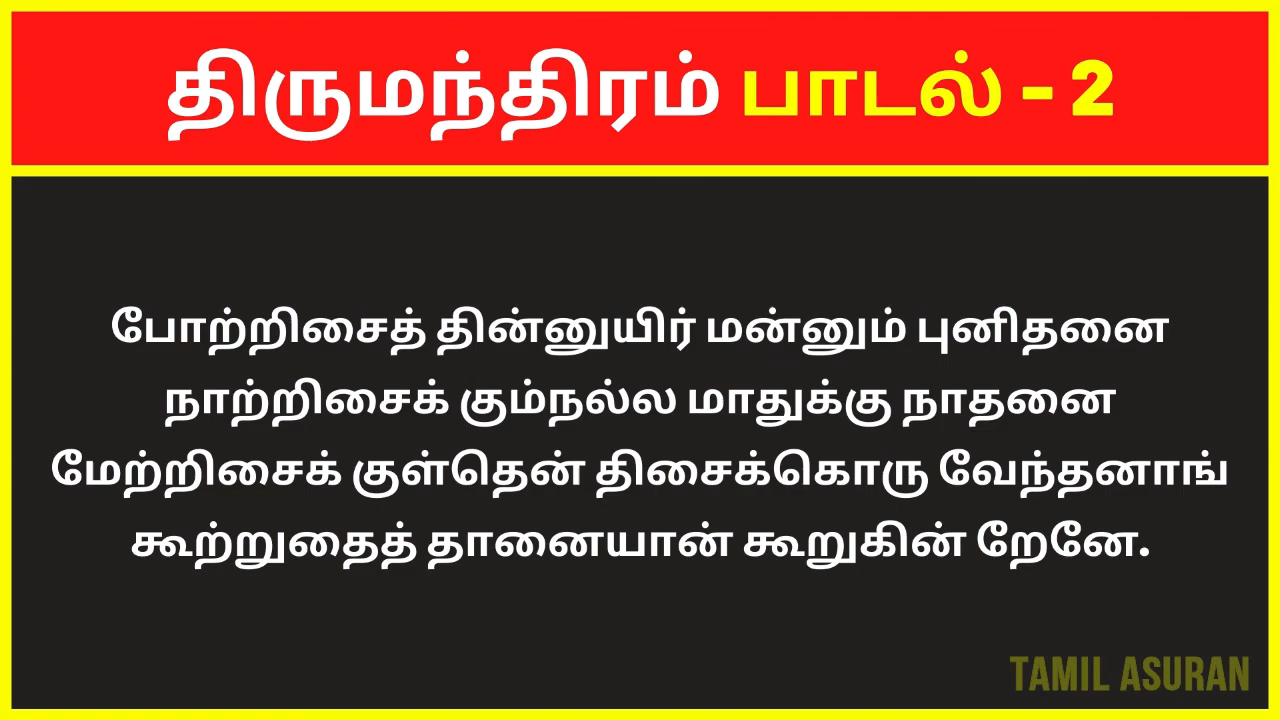 திருமந்திரம் பாடல் - 2
போற்றிசைத் தின்னுயிர் மன்னும் புனிதனை
நாற்றிசைக் கும்நல்ல மாதுக்கு நாதனை
மேற்றிசைக் குள்தென் திசைக்கொரு வேந்தனாங்
கூற்றுதைத் தானையான் கூறுகின் றேனே.
TAMIL ASURAN